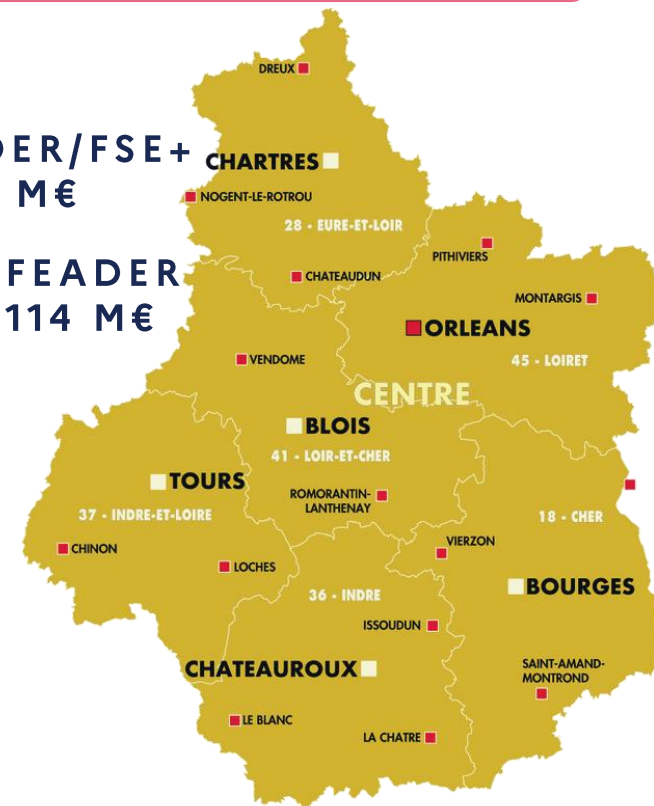 DREUX
DER/FSE+
M€
CHARTRES
NOGENT-LE-ROTROU
28 - EURE-ET-LOIR
PITHIVIERS
FEADER
114 M€
CHATEAUDUN
MONTARGIS
ORLEANS
45 - LOIRET
VENDOME
CENTRE
BLOIS
41 - LOIR-ET-CHER
TOURS
37 - INDRE-ET-LOIRE
ROMORANTIN-
LANTHENAY
18 - CHER
CHINON
VIERZON
LOCHES
BOURGES
36 - INDRE
ISSOUDUN
CHATEAUROUX
SAINT-AMAND-
MONTROND
LE BLANC
LA CHATRE